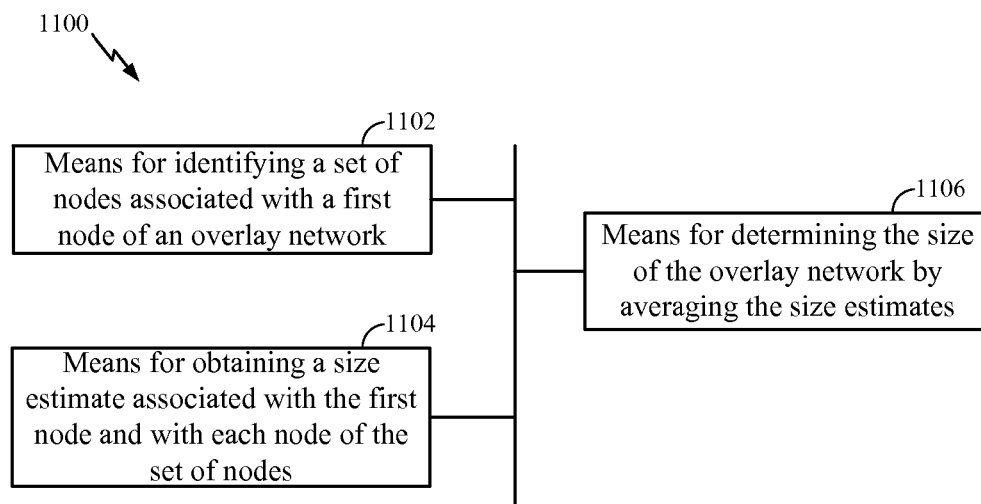 1100
1102
Means for identifying a set of
nodes associated with a first
node of an overlay network
1106
Means for determining the size
of the overlay network by
averaging the size estimates
1104
Means for obtaining a size
estimate associated with the first
node and with each node of the
set of nodes